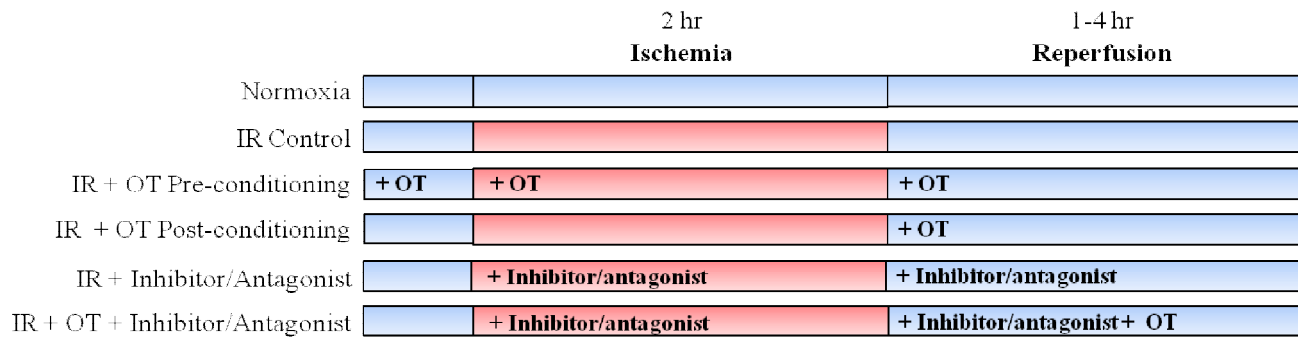 2 hr 1-4 hr
Ischemia Reperfusion
Normoxia
IR Control
IR + OT Pre-conditioning + OT + OT + OT
IR + OT Post-conditioning + OT
IR + Inhibitor/Antagonist + Inhibitor/antagonist + Inhibitor/antagonist
IR + OT + Inhibitor/Antagonist + Inhibitor/antagonist + Inhibitor/antagonist+ OT